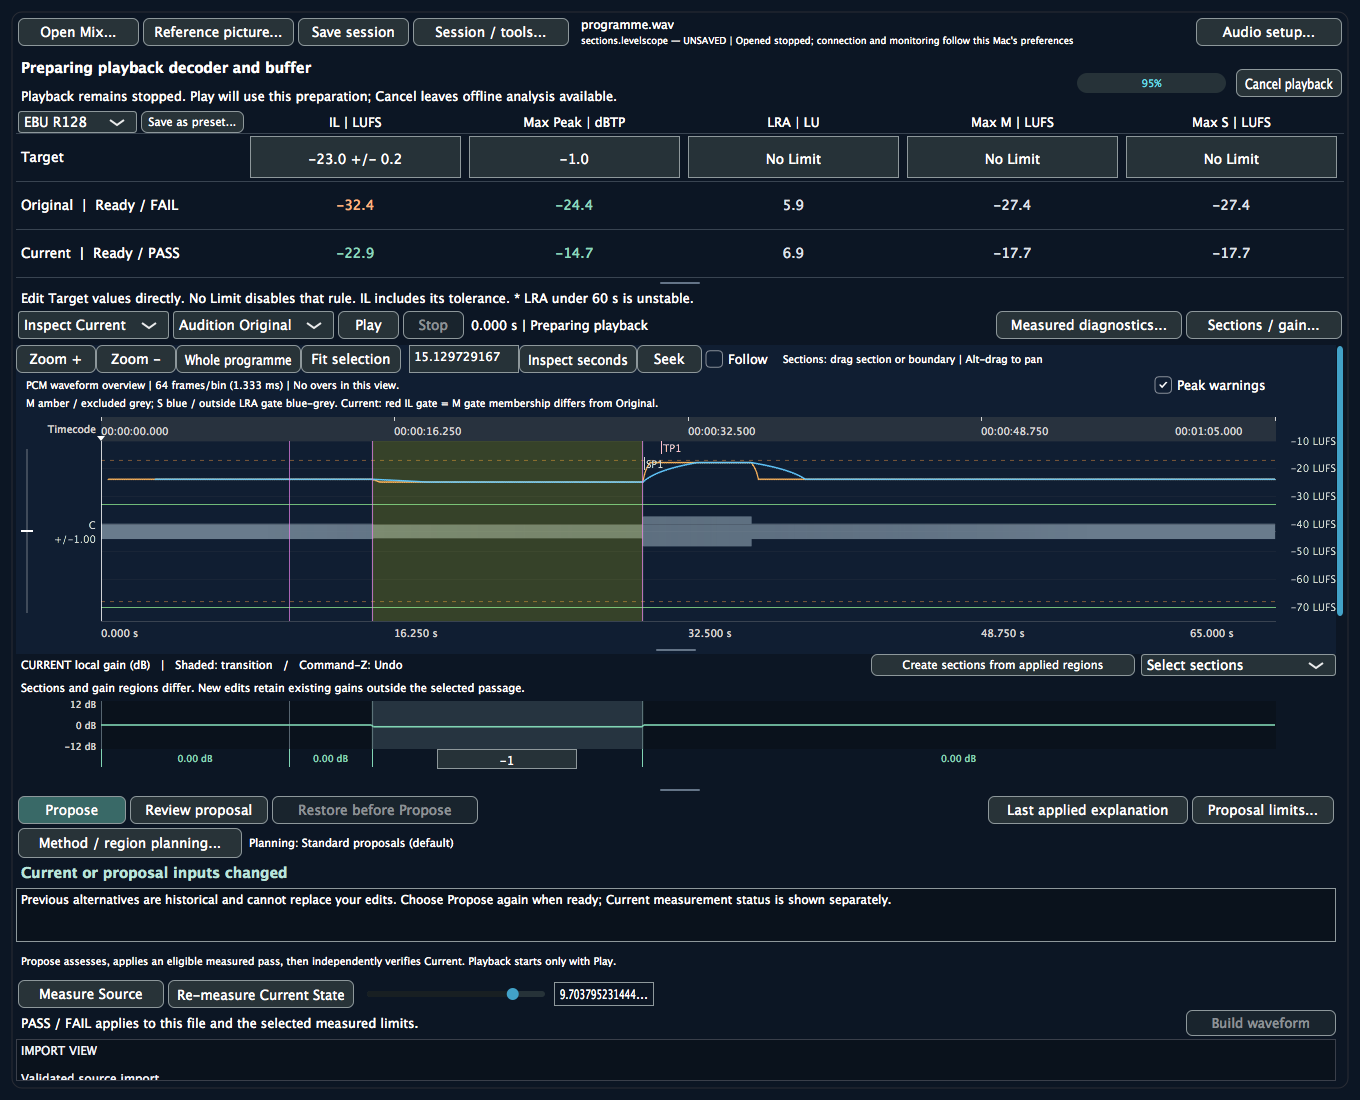 Open Mix... Reference picture... Save session Session / tools... programme.wav Audio setup...
sections.levelscope — UNSAVED | Opened stopped; connection and monitoring follow this Mac's preferences
Preparing playback decoder and buffer
95% Cancel playback
Playback remains stopped. Play will use this preparation; Cancel leaves offline analysis available.
EBU R128 Save as preset... IL | LUFS Max Peak | dBTP LRA | LU Max M | LUFS Max S | LUFS
Target -23.0 +/- 0.2 -1.0 No Limit No Limit No Limit
Original | Ready / FAIL -32.4 -24.4 5.9 -27.4 -27.4
Current | Ready / PASS -22.9 -14.7 6.9 -17.7 -17.7
Edit Target values directly. No Limit disables that rule. IL includes its tolerance. * LRA under 60 s is unstable.
Inspect Current Audition Original Play Stop 0.000 s | Preparing playback Measured diagnostics... Sections / gain...
Zoom + Zoom - Whole programme Fit selection 15.129729167 Inspect seconds Seek Follow Sections: drag section or boundary | Alt-drag to pan
PCM waveform overview | 64 frames/bin (1.333 ms) | No overs in this view. Peak warnings
M amber / excluded grey; S blue / outside LRA gate blue-grey. Current: red IL gate = M gate membership differs from Original.
Timecode 00:00:00.000 00:00:16.250 00:00:32.500 00:00:48.750 00:01:05.000
-10 LUFS
TP1
SP1
-20 LUFS
-30 LUFS
C
-40 LUFS
+/-1.00
-50 LUFS
-60 LUFS
-70 LUFS
0.000 s 16.250 s 32.500 s 48.750 s 65.000 s
CURRENT local gain (dB) | Shaded: transition / Command-Z: Undo Create sections from applied regions Select sections
Sections and gain regions differ. New edits retain existing gains outside the selected passage.
12 dB
0 dB
-12 dB
0.00 dB 0.00 dB -1 0.00 dB
Propose Review proposal Restore before Propose Last applied explanation Proposal limits...
Method / region planning... Planning: Standard proposals (default)
Current or proposal inputs changed
Previous alternatives are historical and cannot replace your edits. Choose Propose again when ready; Current measurement status is shown separately.
Propose assesses, applies an eligible measured pass, then independently verifies Current. Playback starts only with Play.
Measure Source Re-measure Current State 9.703795231444...
PASS / FAIL applies to this file and the selected measured limits. Build waveform
IMPORT VIEW
Validated source import